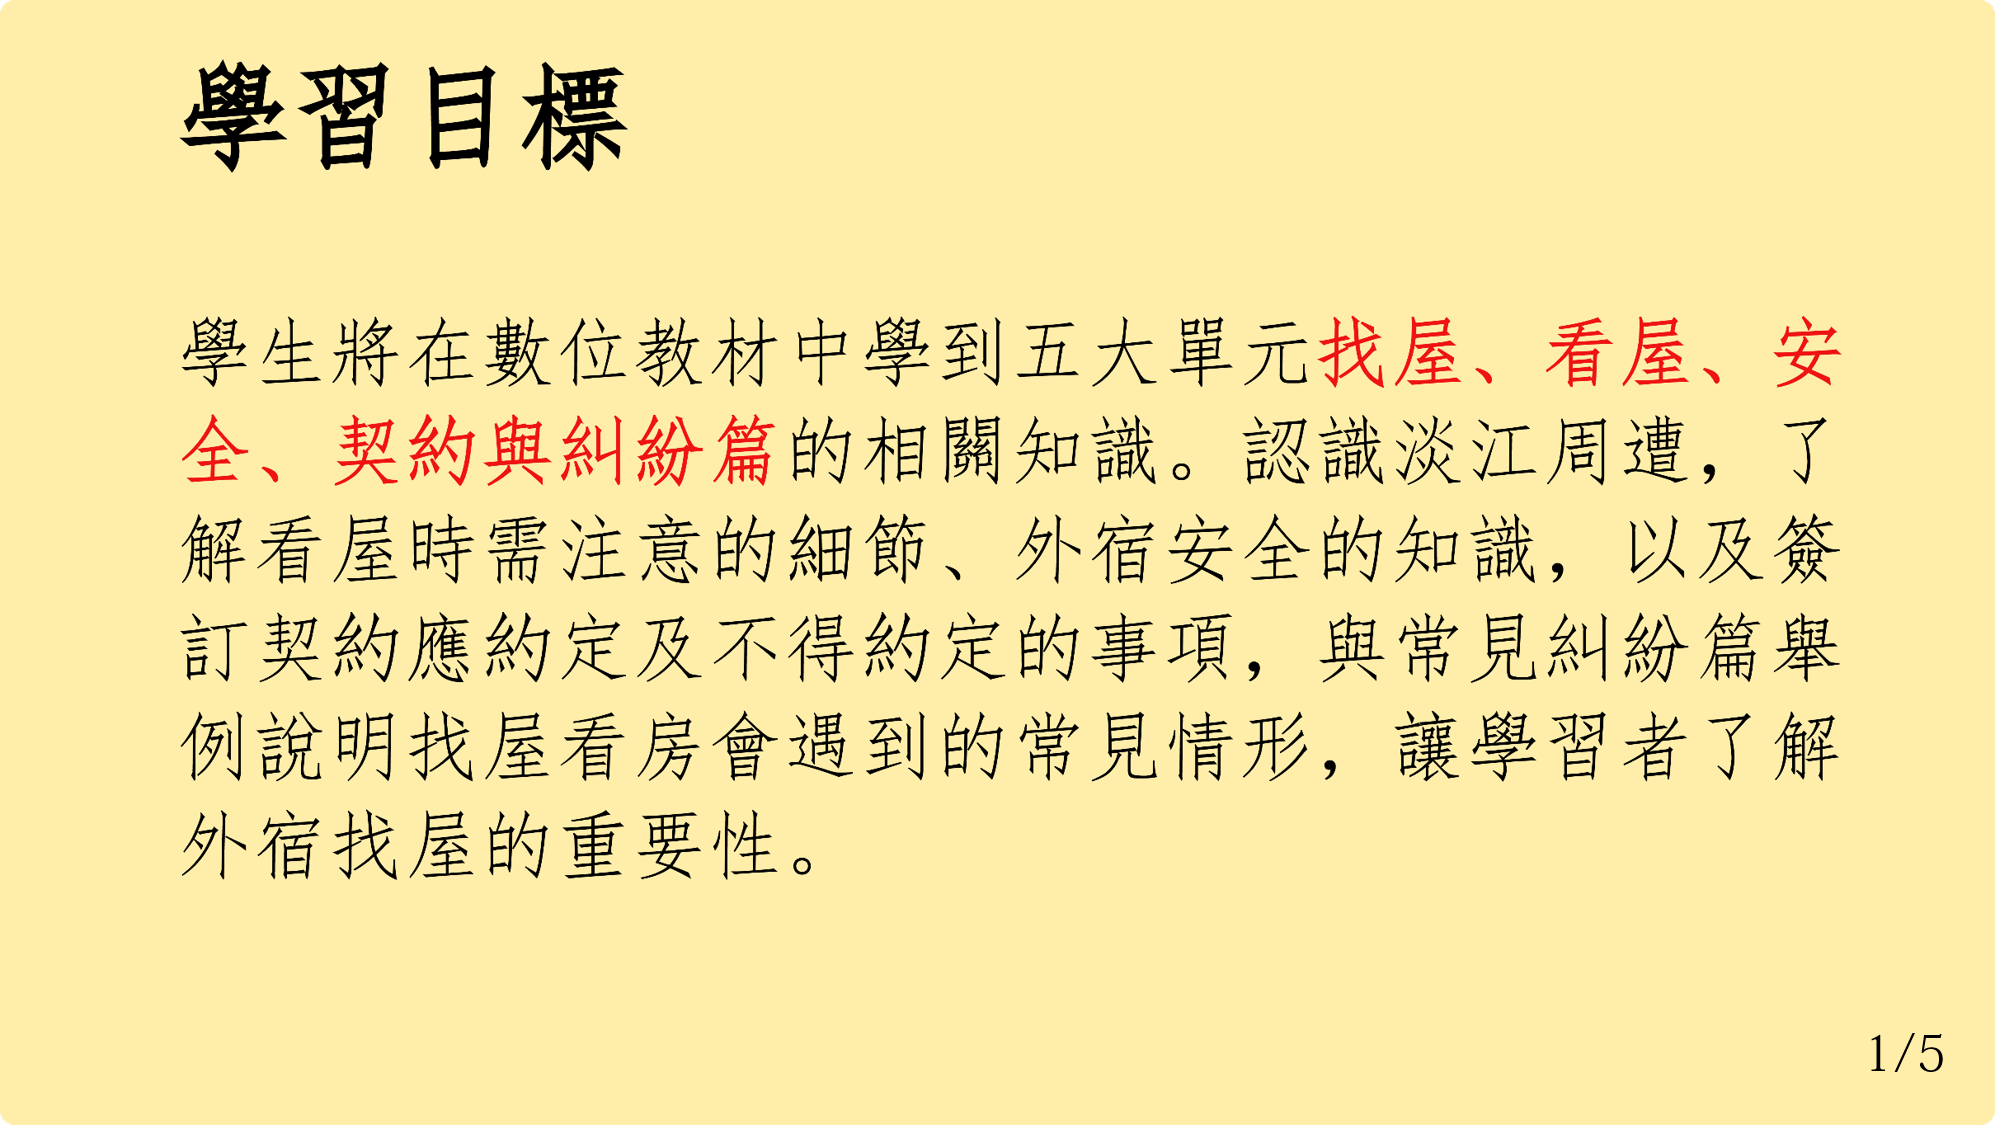 學習目標
學生將在數位教材中學到五大單元找屋、看屋、安
全、契約與糾紛篇的相關知識。認識淡江周遭，了
解看屋時需注意的細節、外宿安全的知識，以及簽
訂契約應約定及不得約定的事項，與常見糾紛篇舉
例說明找屋看房會遇到的常見情形，讓學習者了解
外宿找屋的重要性。
1/5